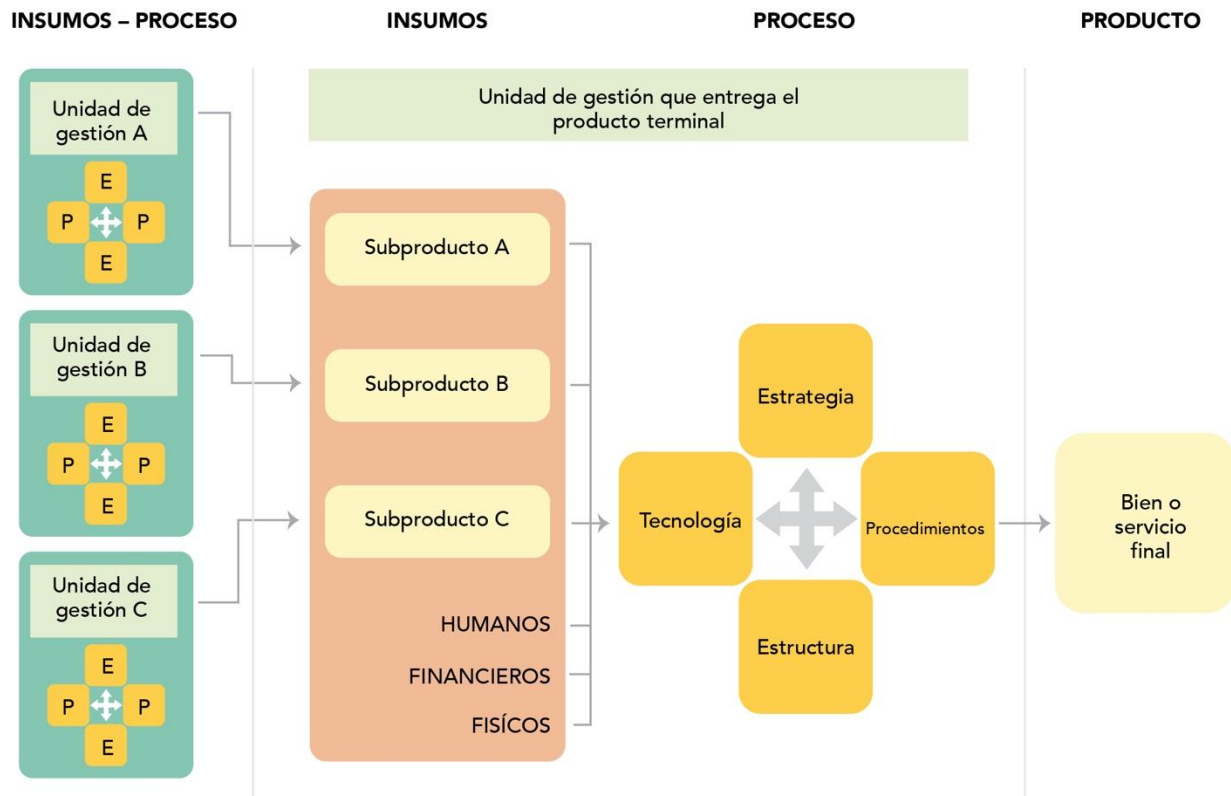 INSUMOS – PROCESO
INSUMOS
PROCESO
PRODUCTO
Unidad de
gestión A
E
P
P
E
Unidad de
gestión B
E
P
P
E
Unidad de
gestión C
E
P
P
E
Unidad de gestión que entrega el
producto terminal
Subproducto A
Subproducto B
Subproducto C
HUMANOS
FINANCIEROS
FISÍCOS
Estrategia
Tecnología
Procedimientos
Estructura
Bien o
servicio
final